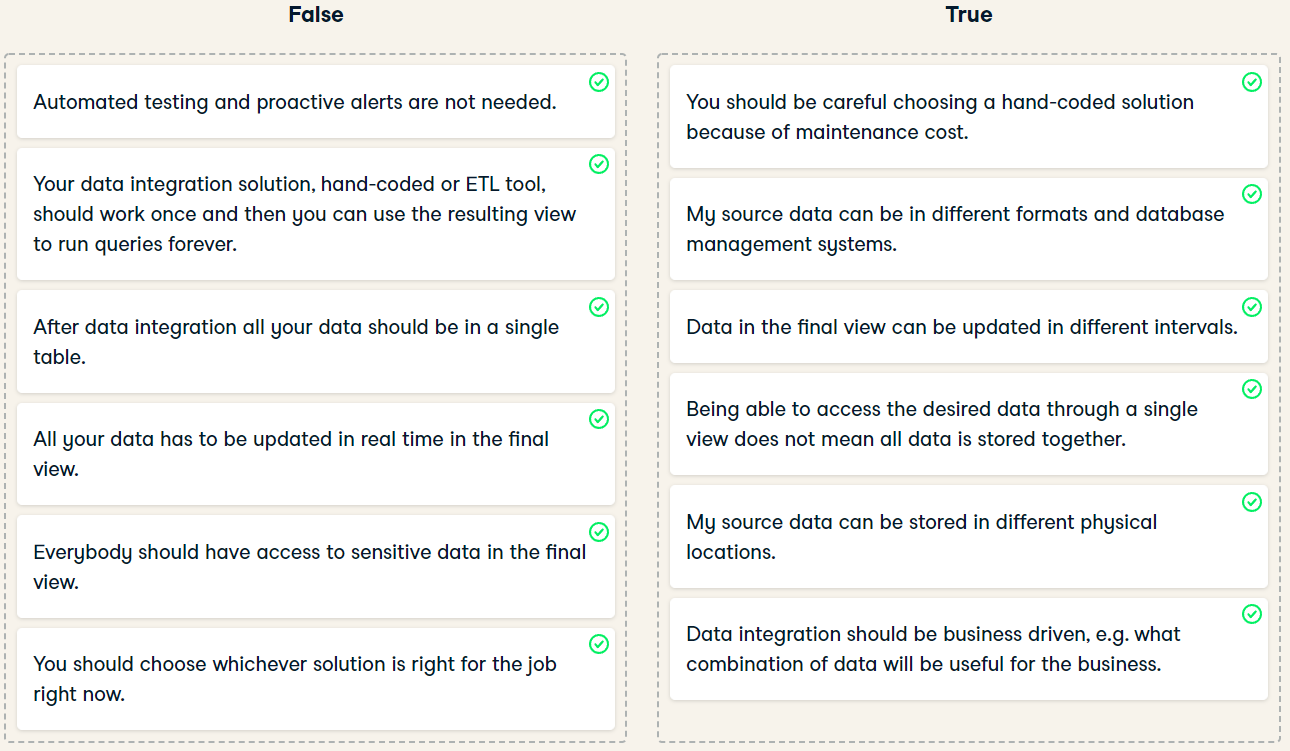 False
Automated testing and proactive alerts are not needed.
Your data integration solution, hand-coded or ETL tool,
should work once and then you can use the resulting view
to run queries forever.
After data integration all your data should be in a single
table.
All your data has to be updated in real time in the final
view.
Everybody should have access to sensitive data in the final
view.
You should choose whichever solution is right for the job
right now.
True
You should be careful choosing a hand-coded solution
because of maintenance cost.
My source data can be in different formats and database
management systems.
Data in the final view can be updated in different intervals.
Being able to access the desired data through a single
view does not mean all data is stored together.
My source data can be stored in different physical
locations.
Data integration should be business driven, e.g. what
combination of data will be useful for the business.